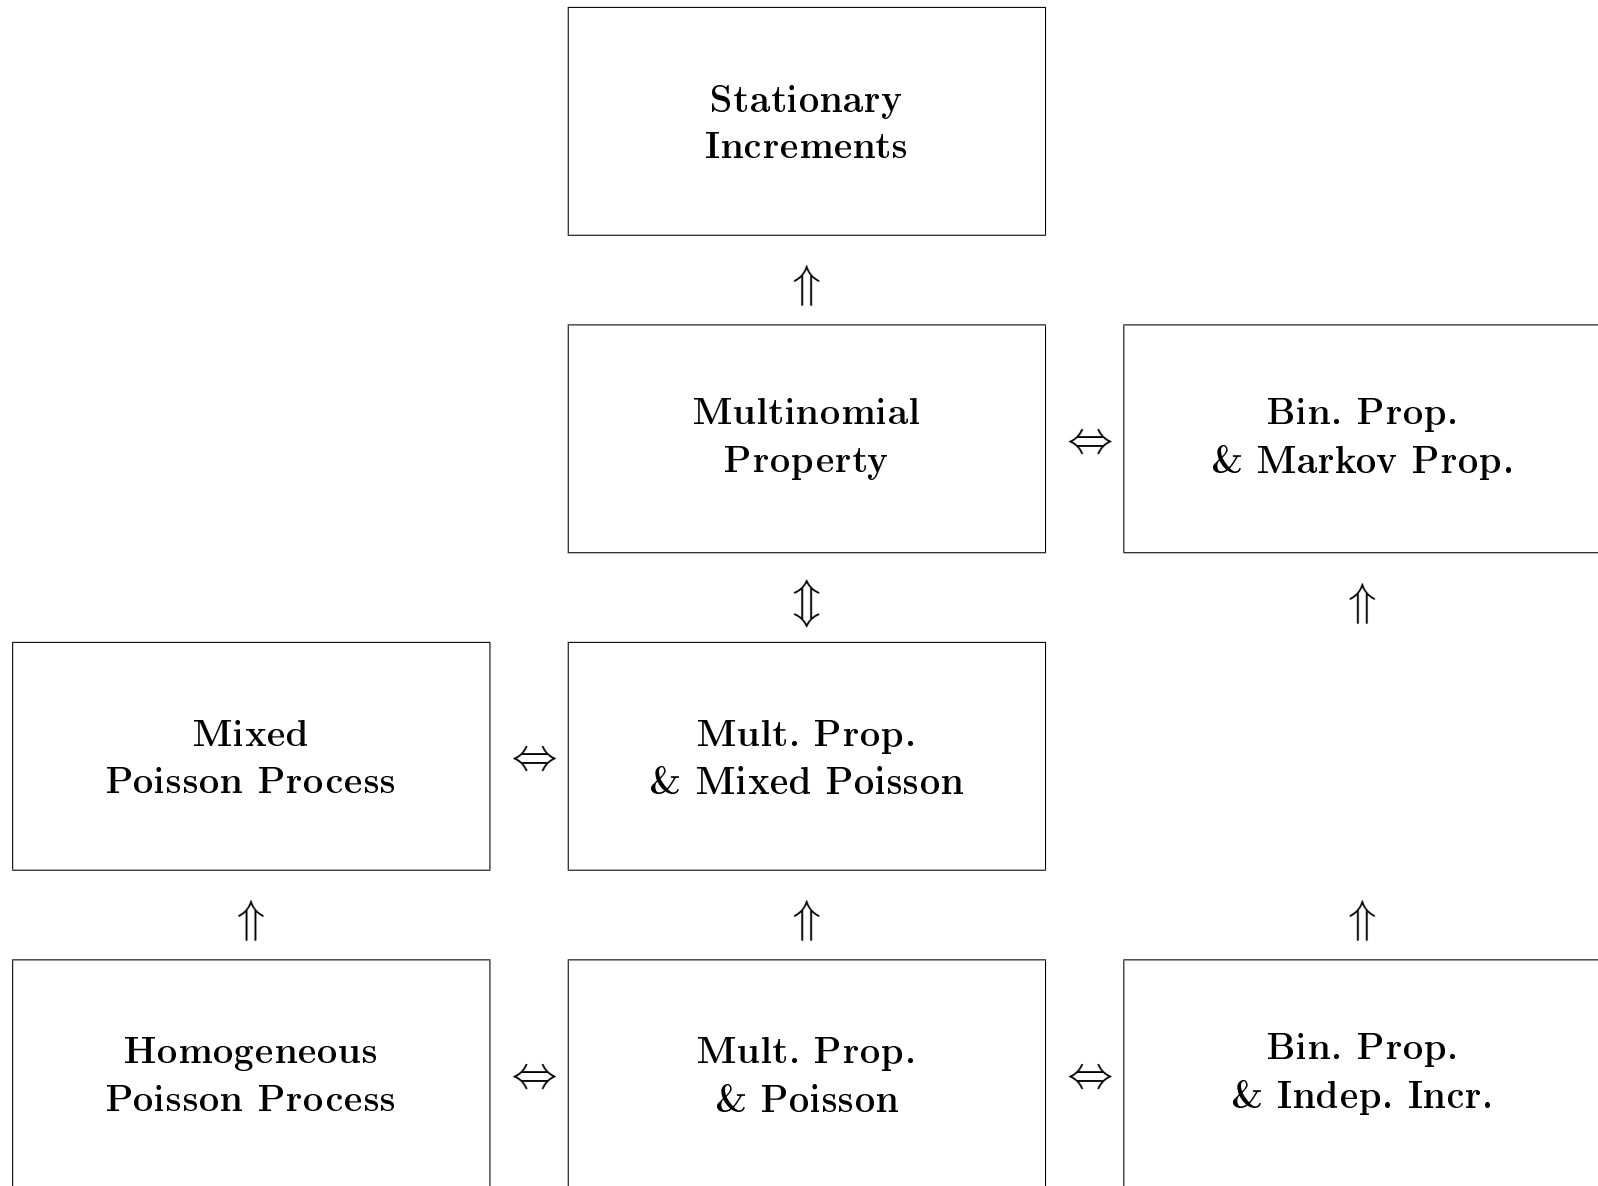 Stationary
Increments
⇑
Multinomial
Property
⇔
Bin. Prop.
& Markov Prop.
⇕
⇑
Mixed
Poisson Process
⇔
Mult. Prop.
& Mixed Poisson
⇑
⇑
⇑
Homogeneous
Poisson Process
⇔
Mult. Prop.
& Poisson
⇔
Bin. Prop.
& Indep. Incr.